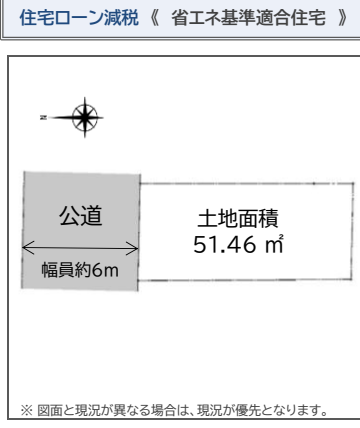 住宅ローン減税 《 省エネ基準適合住宅 》
N
公道
幅員約6m
土地面積
51.46 ㎡
※ 図面と現況が異なる場合は、現況が優先となります。